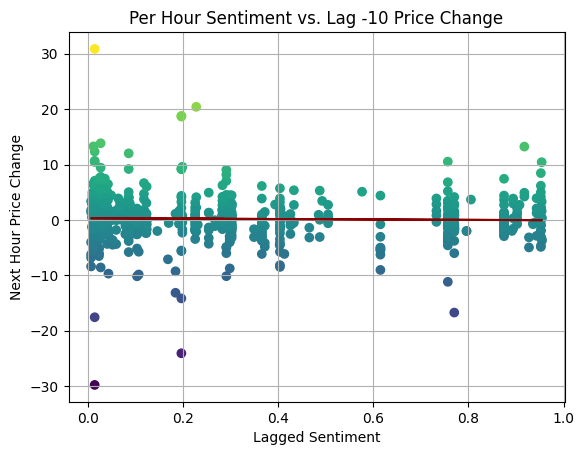 Per Hour Sentiment vs. Lag -10 Price Change
Next Hour Price Change
30
20
10
0
−10
−20
−30
0.0 0.2 0.4 0.6 0.8 1.0
Lagged Sentiment